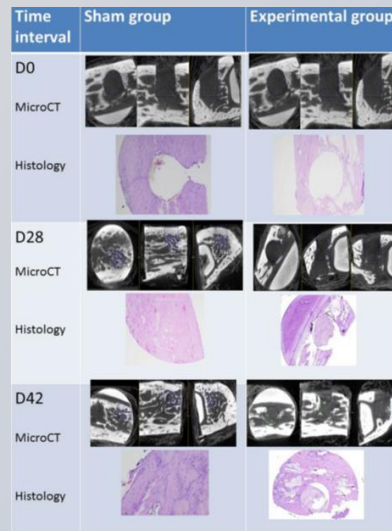 Time interval
Sham group
Experimental group
D0
MicroCT
Histology
D28
MicroCT
Histology
D42
MicroCT
Histology